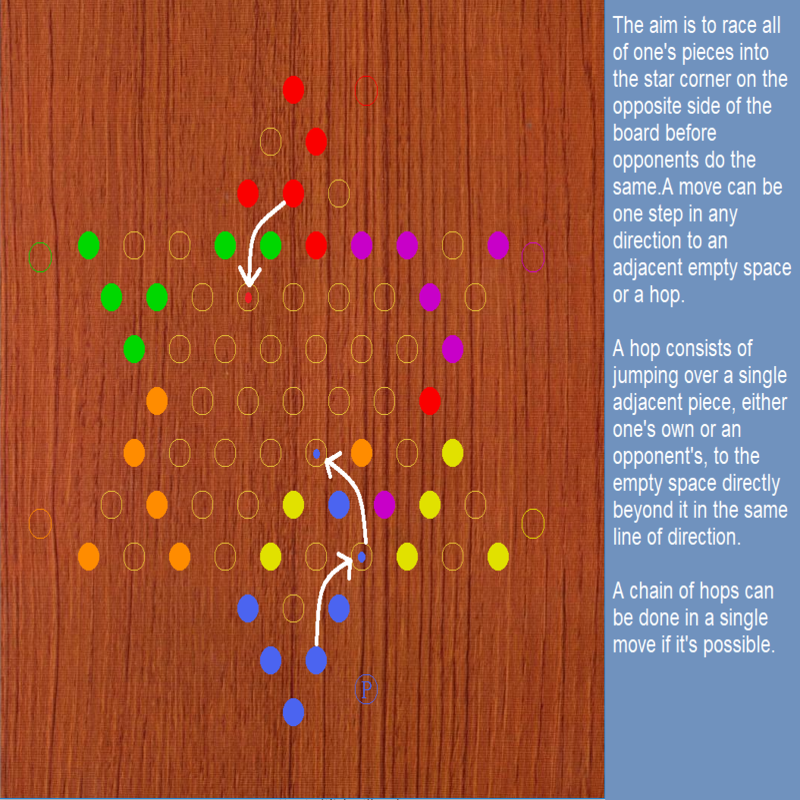 The aim is to race all
of one's pieces into
the star corner on the
opposite side of the
board before
opponents do the
same.A move can be
one step in any
direction to an
adjacent empty space
or a hop.
A hop consists of
jumping over a single
adjacent piece, either
one's own or an
opponent's, to the
empty space directly
beyond it in the same
line of direction.
A chain of hops can
be done in a single
move if it's possible.
P